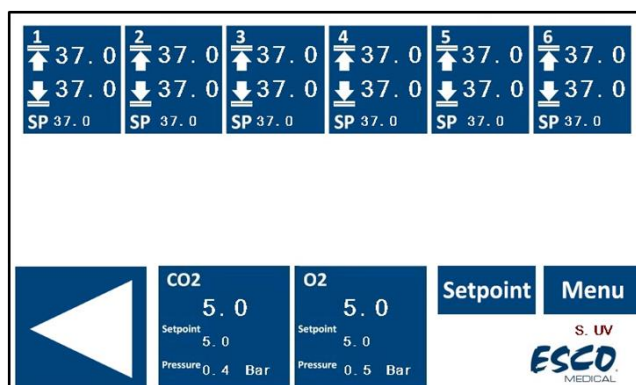 1 2 3 4 5 6
37.0 37.0 37.0 37.0 37.0 37.0
37.0 37.0 37.0 37.0 37.0 37.0
SP 37.0 SP 37.0 SP 37.0 SP 37.0 SP 37.0 SP 37.0
CO2
5.0
Setpoint
5.0
Pressure 0.4 Bar
O2
5.0
Setpoint
5.0
Pressure 0.5 Bar
Setpoint
Menu
S. UV
ESCO
MEDICAL